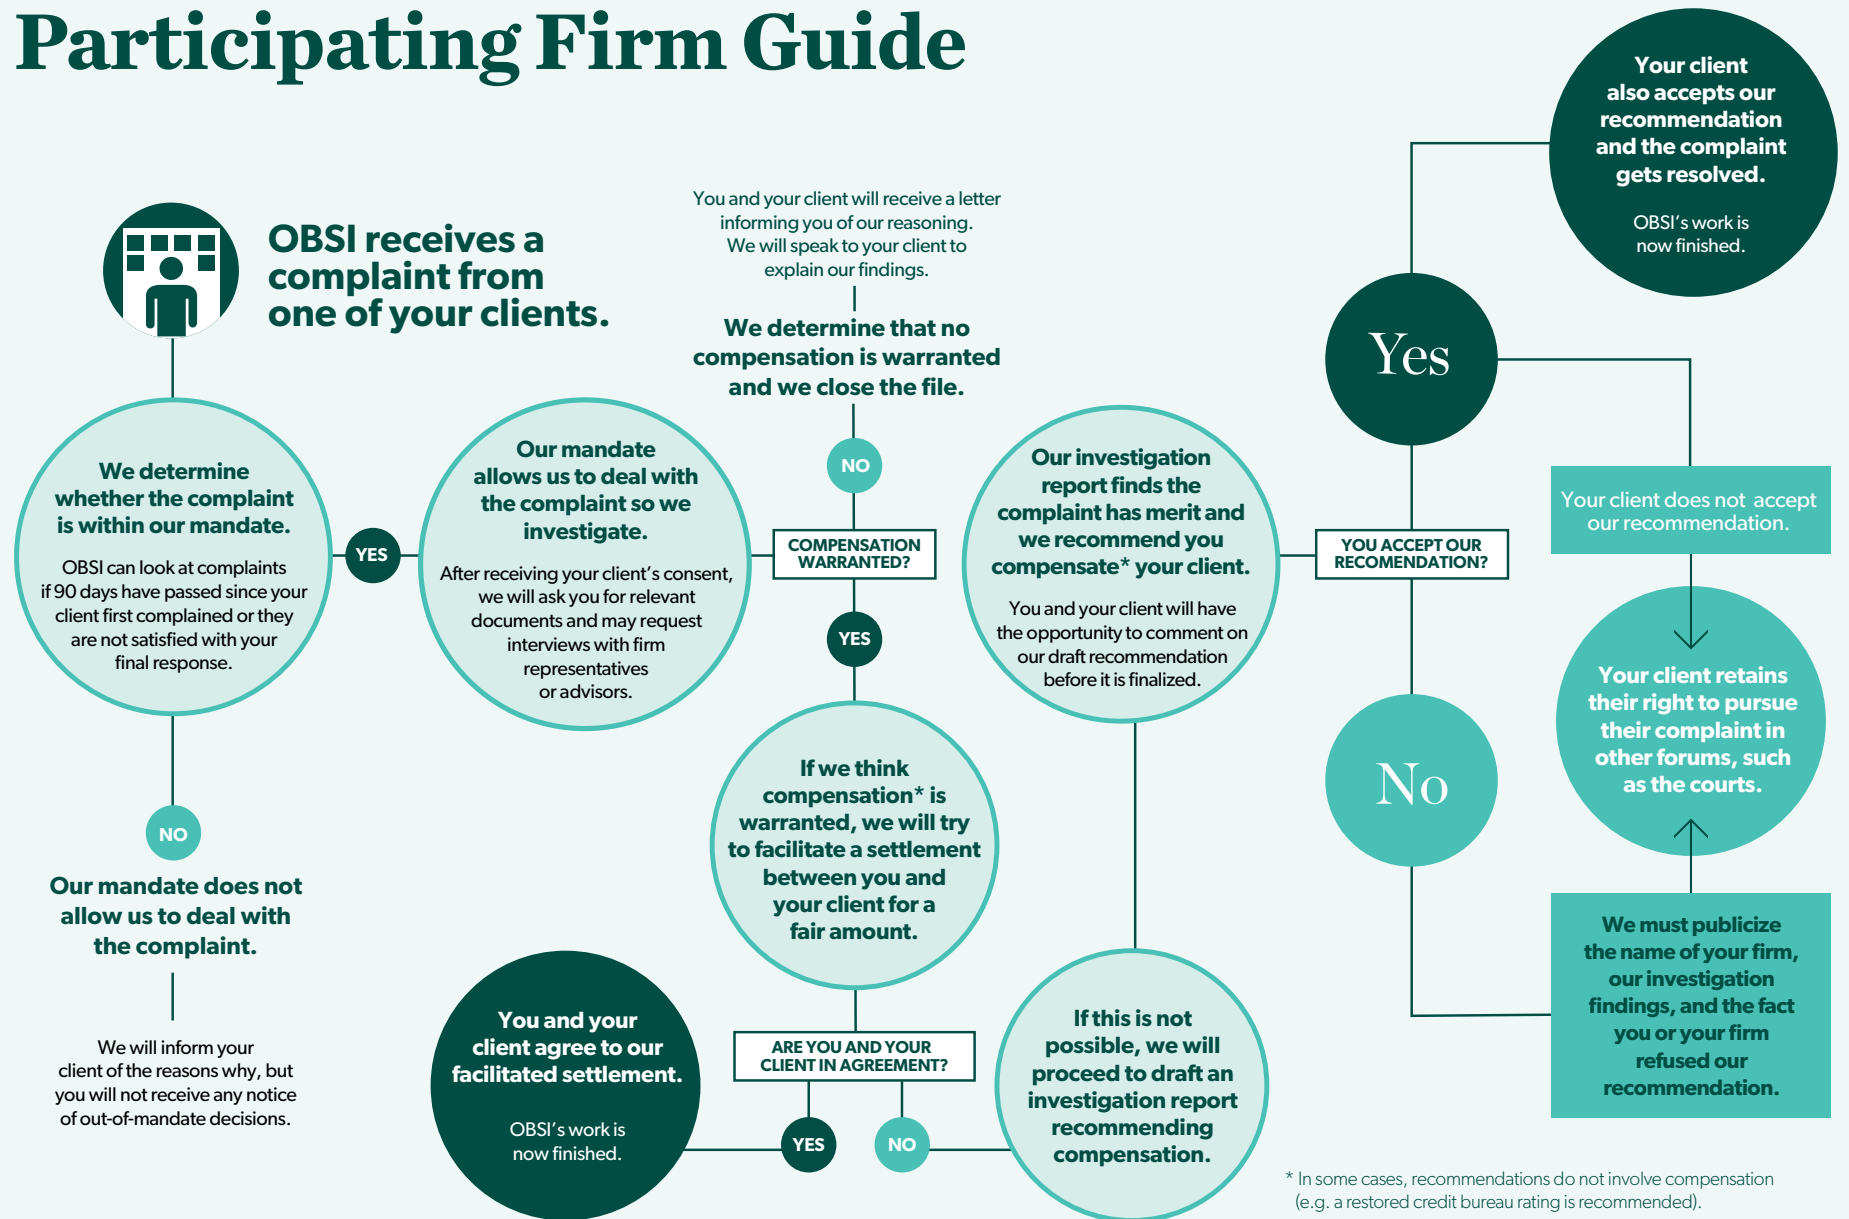 Participating Firm Guide
OBSI receives a
complaint from
one of your clients.
We determine
whether the complaint
is within our mandate.
OBSI can look at complaints
if 90 days have passed since your
client first complained or they
are not satisfied with your
final response.
NO
Our mandate does not
allow us to deal with
the complaint.
We will inform your
client of the reasons why, but
you will not receive any notice
of out-of-mandate decisions.
YES
Our mandate
allows us to deal with
the complaint so we
investigate.
After receiving your client's consent,
we will ask you for relevant
documents and may request
interviews with firm
representatives
or advisors.
COMPENSATION
WARRANTED?
NO
We determine that no
compensation is warranted
and we close the file.
You and your client will receive a letter
informing you of our reasoning.
We will speak to your client to
explain our findings.
YES
If we think
compensation* is
warranted, we will try
to facilitate a settlement
between you and
your client for a
fair amount.
ARE YOU AND YOUR
CLIENT IN AGREEMENT?
YES
You and your
client agree to our
facilitated settlement.
OBSI's work is
now finished.
NO
If this is not
possible, we will
proceed to draft an
investigation report
recommending
compensation.
Our investigation
report finds the
complaint has merit and
we recommend you
compensate* your client.
You and your client will have
the opportunity to comment on
our draft recommendation
before it is finalized.
YOU ACCEPT OUR
RECOMENDATION?
Yes
Your client
also accepts our
recommendation
and the complaint
gets resolved.
OBSI's work is
now finished.
Your client does not accept
our recommendation.
Your client retains
their right to pursue
their complaint in
other forums, such
as the courts.
No
We must publicize
the name of your firm,
our investigation
findings, and the fact
you or your firm
refused our
recommendation.
* In some cases, recommendations do not involve compensation
(e.g. a restored credit bureau rating is recommended).